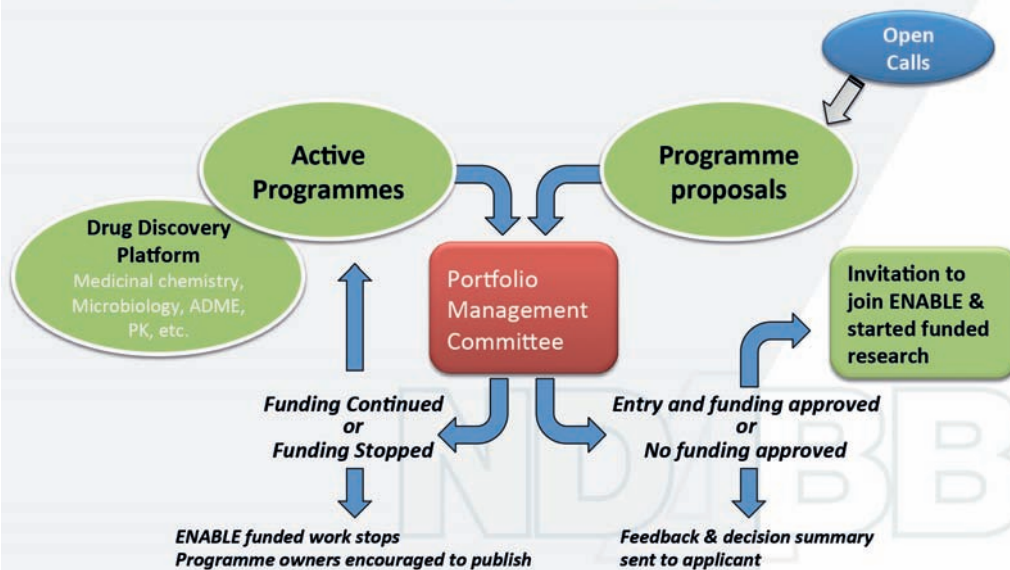 Open
Calls
Active
Programmes
Programme
proposals
Drug Discovery
Platform
Medicinal chemistry,
Microbiology, ADME,
PK, etc.
Portfolio
Management
Committee
Invitation to
join ENABLE &
started funded
research
Funding Continued
or
Funding Stopped
Entry and funding approved
or
No funding approved
ENABLE funded work stops
Programme owners encouraged to publish
Feedback & decision summary
sent to applicant
ND4BB